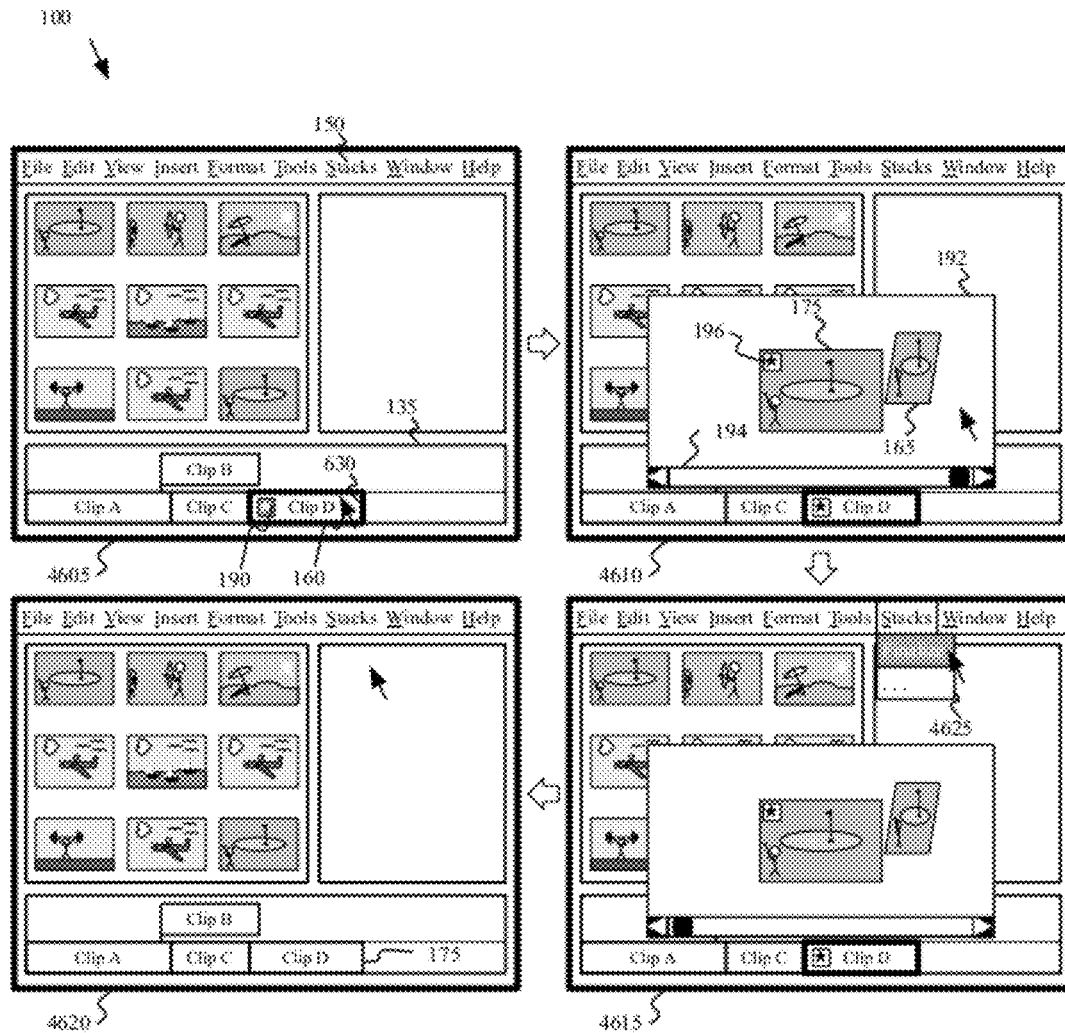 100
150
File Edit View Insert Format Tools Stacks Window Help
135
Clip B
630
Clip A Clip C Clip D
4605
190 160
File Edit View Insert Format Tools Stacks Window Help
192
175
196
194
165
Clip A Clip C Clip D
4610
File Edit View Insert Format Tools Stacks Window Help
Clip B
Clip A Clip C Clip D
175
4620
File Edit View Insert Format Tools Stacks Window Help
. . .
4625
Clip A Clip C Clip D
4615